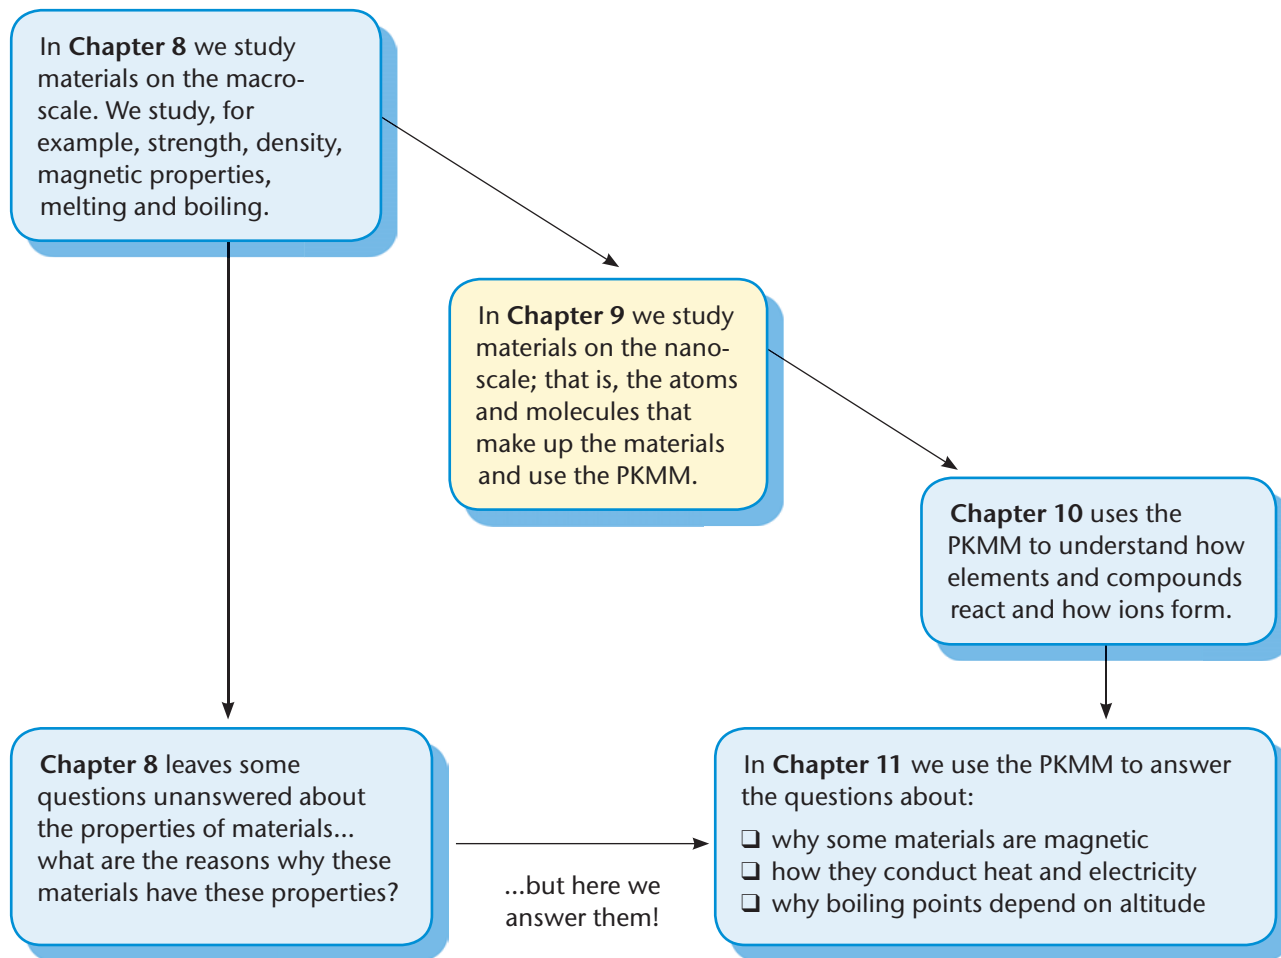 In Chapter 8 we study
materials on the macro-
scale. We study, for
example, strength, density,
magnetic properties,
melting and boiling.
In Chapter 9 we study
materials on the nano-
scale; that is, the atoms
and molecules that
make up the materials
and use the PKMM.
Chapter 10 uses the
PKMM to understand how
elements and compounds
react and how ions form.
Chapter 8 leaves some
questions unanswered about
the properties of materials...
what are the reasons why these
materials have these properties?
...but here we
answer them!
In Chapter 11 we use the PKMM to answer
the questions about:
❑ why some materials are magnetic
❑ how they conduct heat and electricity
❑ why boiling points depend on altitude